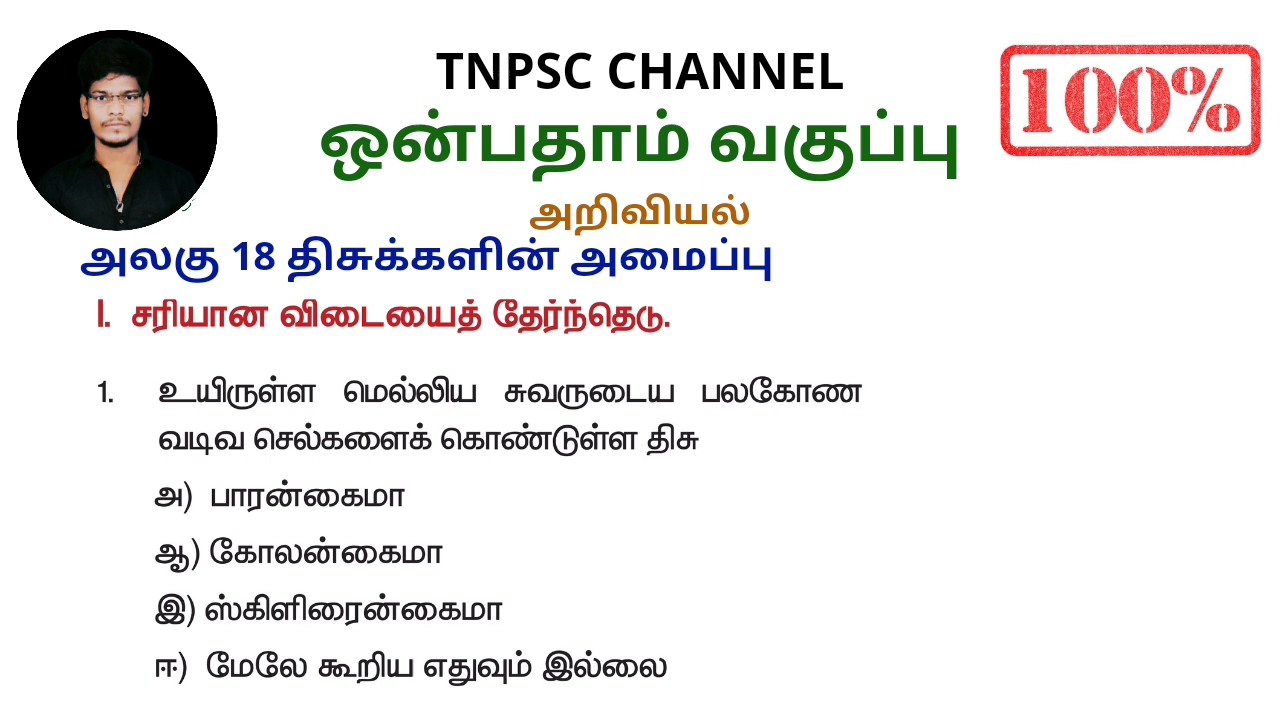 TNPSC CHANNEL
100%
ஒன்பதாம் வகுப்பு
அறிவியல்
அலகு 18 திசுக்களின் அமைப்பு
I. சரியான விடையைத் தேர்ந்தெடு.
1. உயிருள்ள மெல்லிய சுவருடைய பலகோண
வடிவ செல்களைக் கொண்டுள்ள திசு
அ) பாரன்கைமா
ஆ) கோலன்கைமா
இ) ஸ்கிளிரைன்கைமா
ஈ) மேலே கூறிய எதுவும் இல்லை